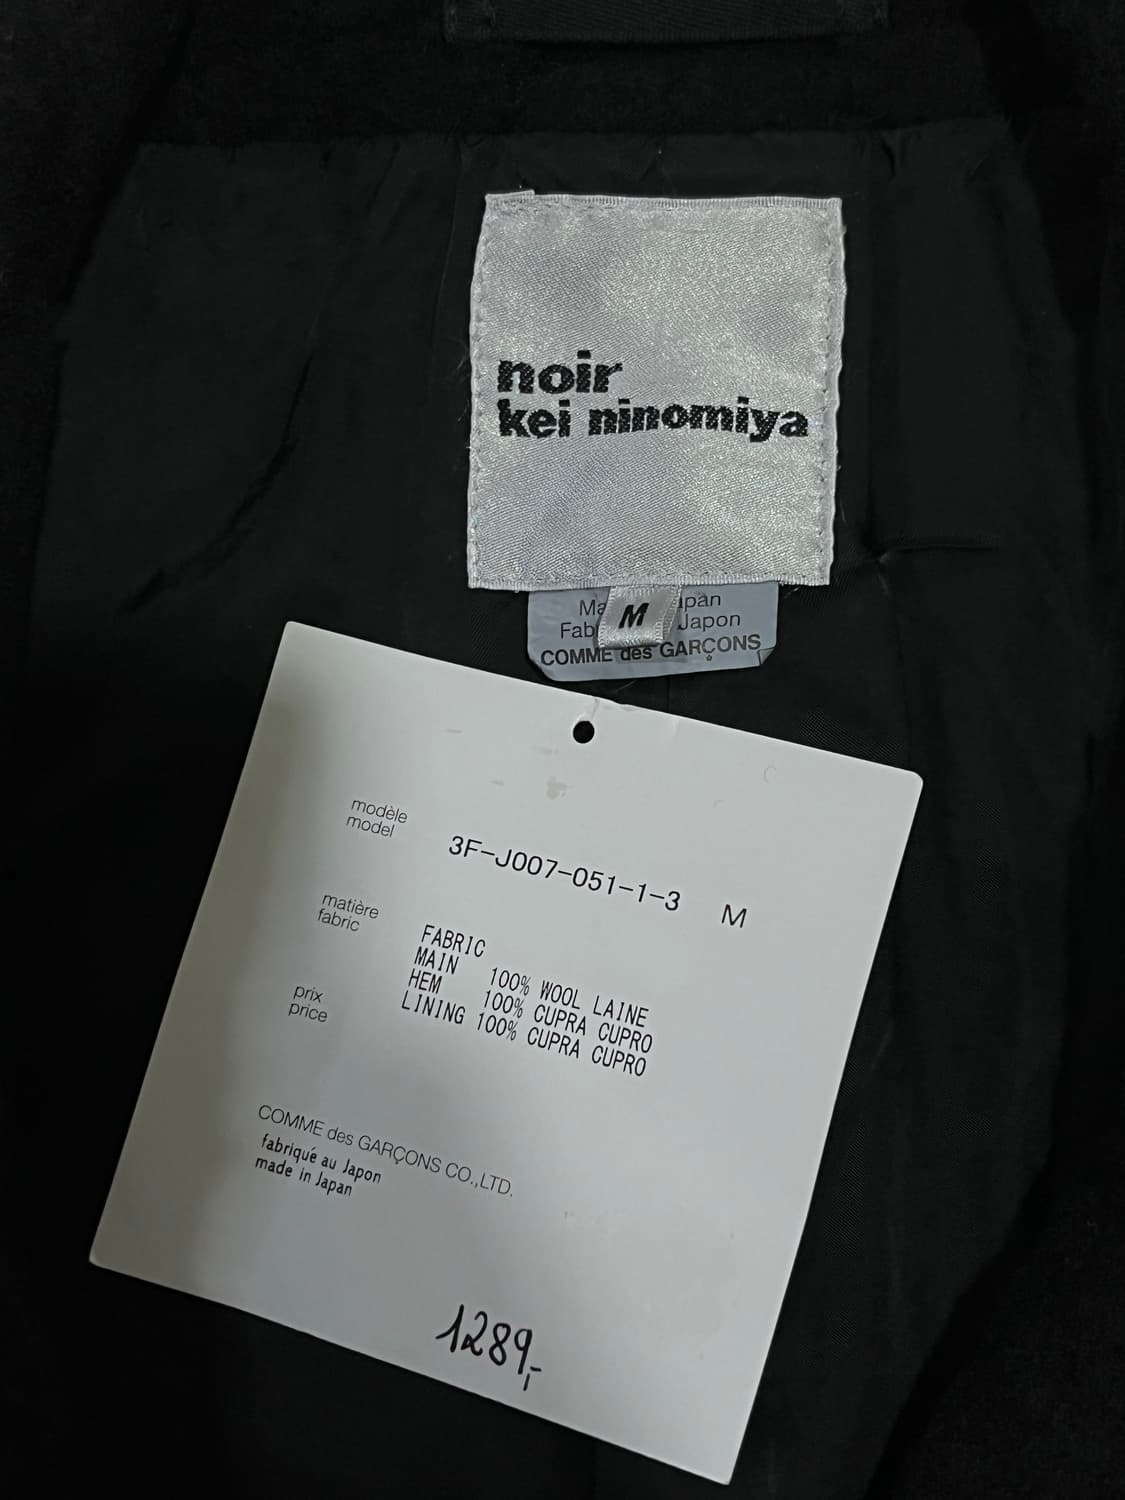 noir
kei ninomiya
M
COMME des GARÇONS
modèle
model
3F-J007-051-1-3 M
matière
fabric
FABRIC
MAIN 100% WOOL LAINE
HEM 100% CUPRA CUPRO
LINING 100% CUPRA CUPRO
prix
price
COMME des GARÇONS CO.,LTD.
fabriqué au Japon
made in Japan
1289,-